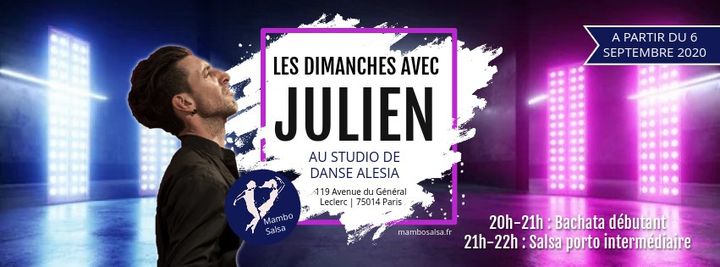 A PARTIR DU 6
SEPTEMBRE 2020
LES DIMANCHES AVEC
JULIEN
AU STUDIO DE
DANSE ALESIA
119 Avenue du Général
Leclerc | 75014 Paris
Mambo
Salsa
mambosalsa.fr
20h-21h : Bachata débutant
21h-22h : Salsa porto intermédiaire